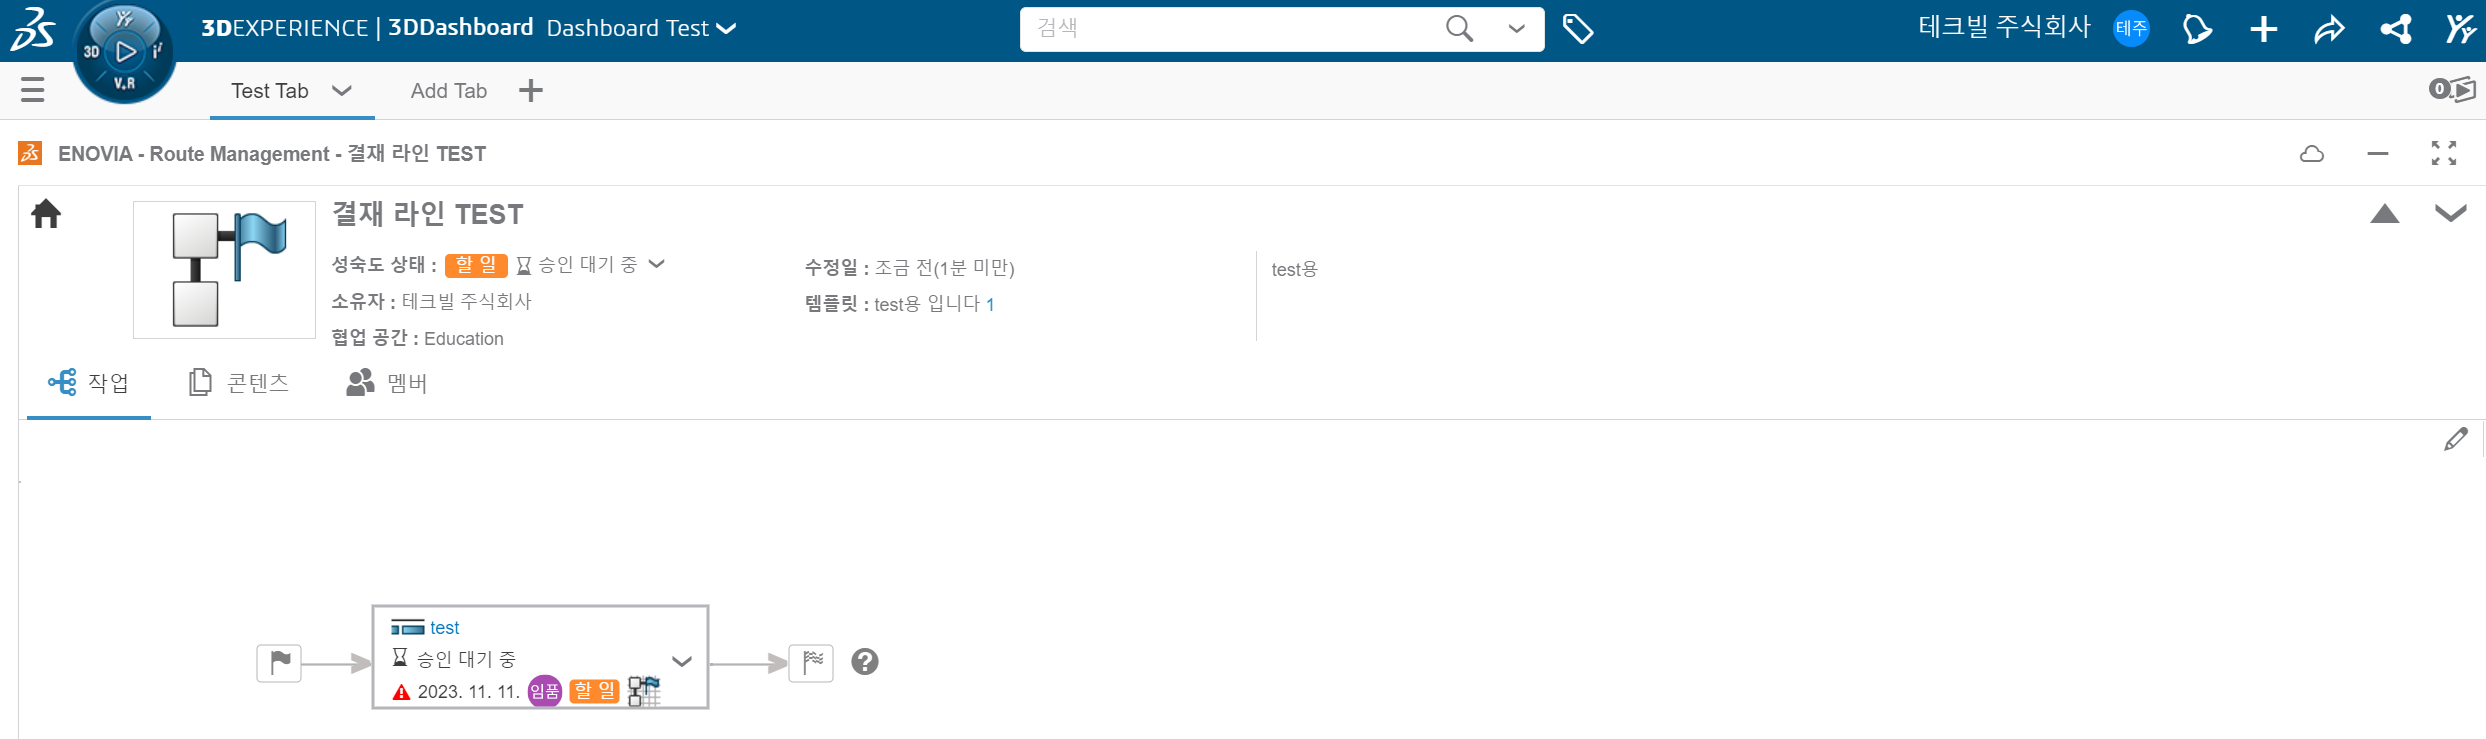 3DEXPERIENCE | 3DDashboard Dashboard Test
검색
테크빌 주식회사
테주
3D
V.R
Test Tab
Add Tab
0
ENOVIA - Route Management - 결재 라인 TEST
결재 라인 TEST
성숙도 상태 : 할 일 승인 대기 중
소유자 : 테크빌 주식회사
협업 공간 : Education
수정일 : 조금 전(1분 미만)
템플릿 : test용 입니다 1
test용
작업
콘텐츠
멤버
test
승인 대기 중
2023. 11. 11. 임품 할 일
?